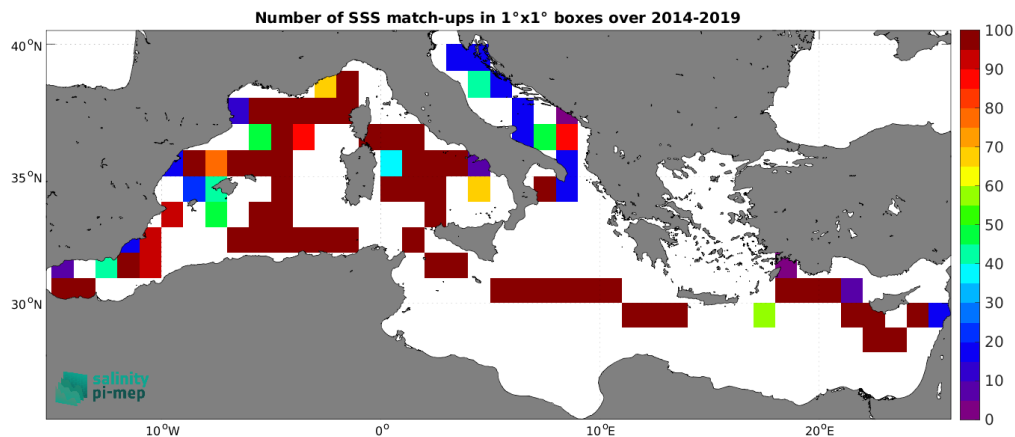 Number of SSS match-ups in 1°x1° boxes over 2014-2019
40°N
35°N
30°N
10°W
0°
10°E
20°E
100
90
80
70
60
50
40
30
20
10
0
salinity
pi-mep